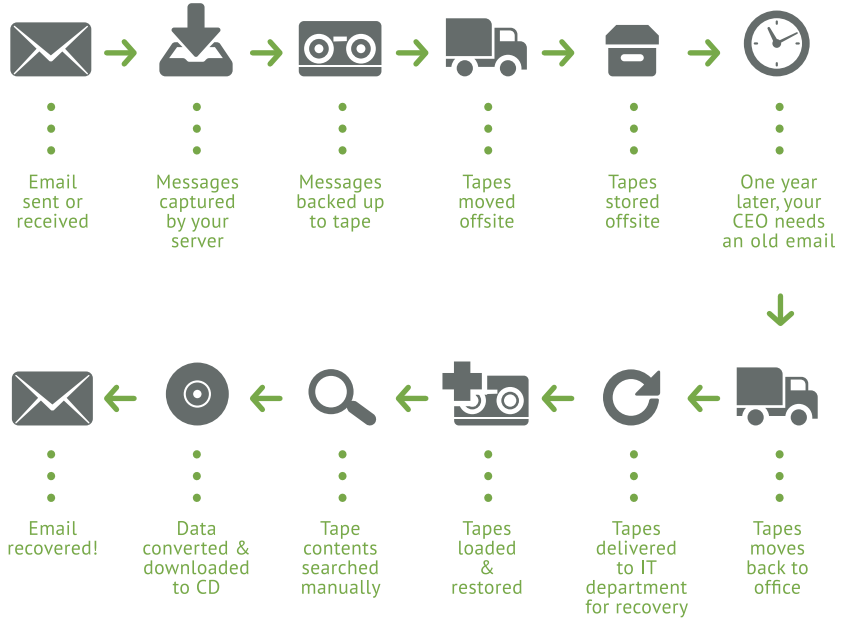 Email
sent or
received
Messages
captured
by your
server
Messages
backed up
to tape
Tapes
moved
offsite
Tapes
stored
offsite
One year
later, your
CEO needs
an old email
Tapes
moves
back to
office
Tapes
delivered
to IT
department
for recovery
Tapes
loaded
&
restored
Tape
contents
searched
manually
Data
converted &
downloaded
to CD
Email
recovered!